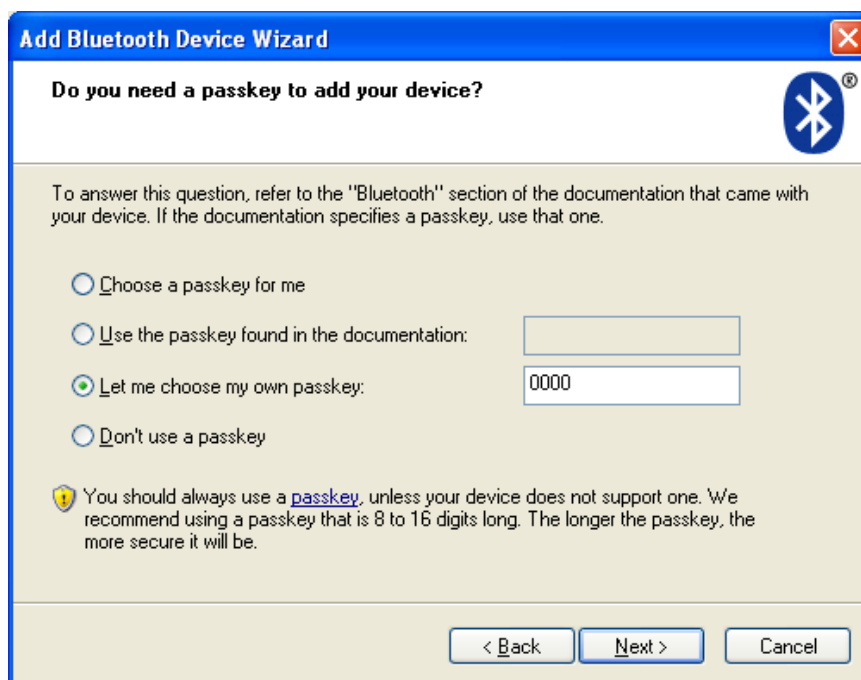 Add Bluetooth Device Wizard
Do you need a passkey to add your device?
®
To answer this question, refer to the "Bluetooth" section of the documentation that came with
your device. If the documentation specifies a passkey, use that one.
Choose a passkey for me
Use the passkey found in the documentation:
Let me choose my own passkey: 0000
Don't use a passkey
You should always use a passkey, unless your device does not support one. We
recommend using a passkey that is 8 to 16 digits long. The longer the passkey, the
more secure it will be.
< Back Next > Cancel